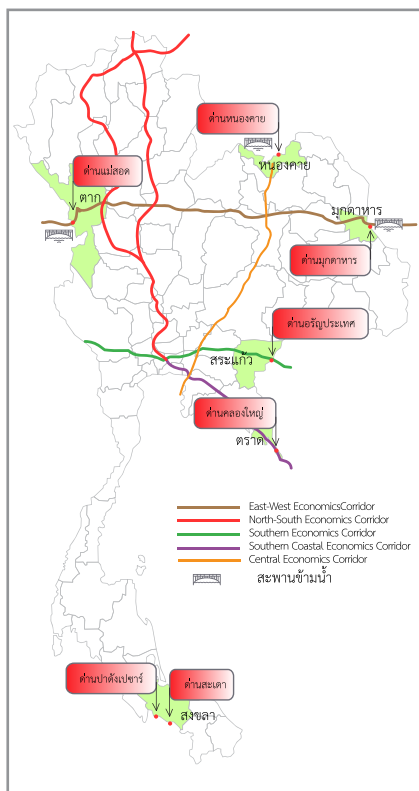 ด่านหนองคาย
หนองคาย
ด่านแม่สอด
ตาก
มุกดาหาร
ด่านมุกดาหาร
ด่านอรัญประเทศ
สระแก้ว
ด่านคลองใหญ่
ตราด
East-West EconomicsCorridor
North-South Economics Corridor
Southern Economics Corridor
Southern Coastal Economics Corridor
Central Economics Corridor
สะพานข้ามน้ำ
ด่านปาดังเปซาร์
ด่านสะเดา
สงขลา